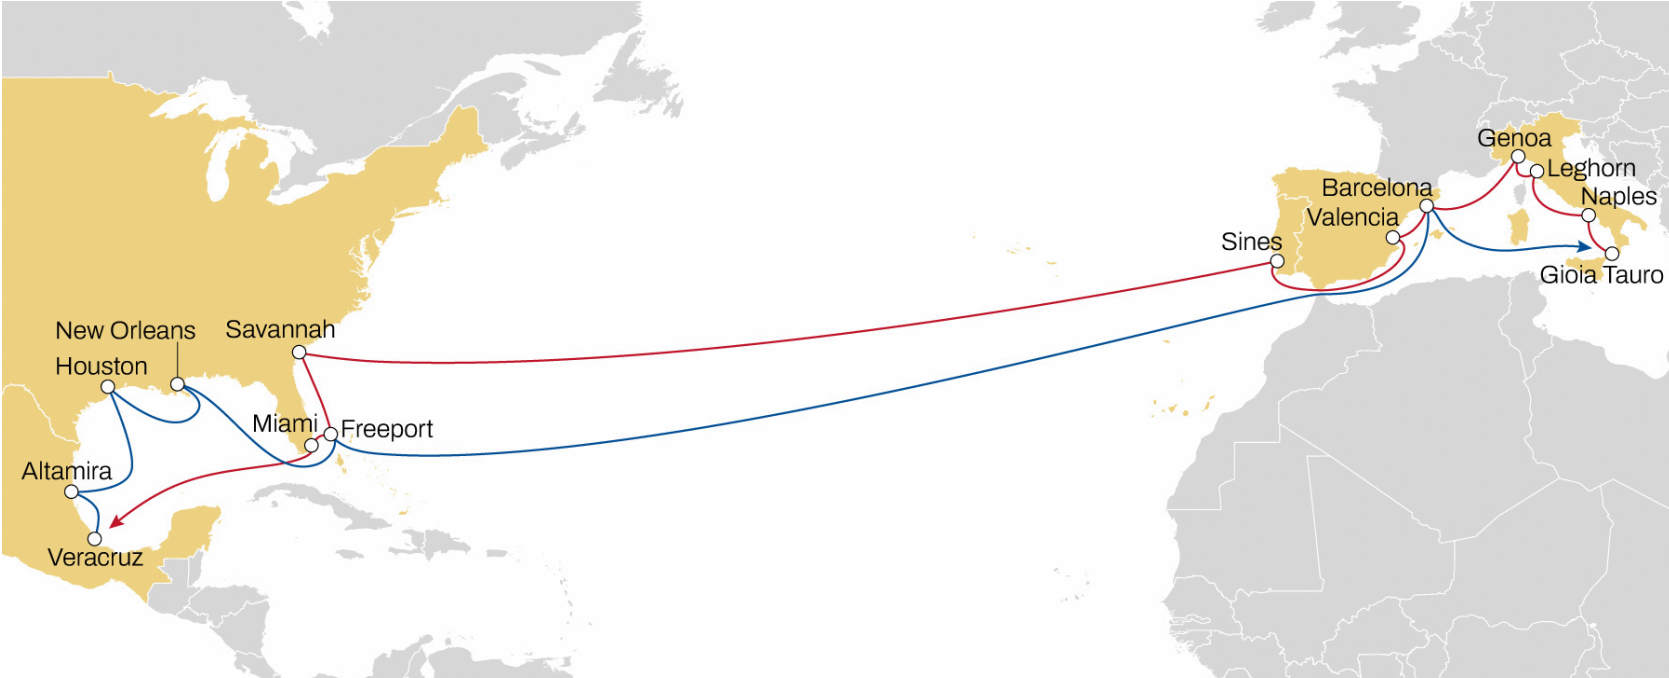 Genoa
Leghorn
Barcelona
Naples
Valencia
Sines
Gioia Tauro
New Orleans
Savannah
Houston
Miami
Freeport
Altamira
Veracruz